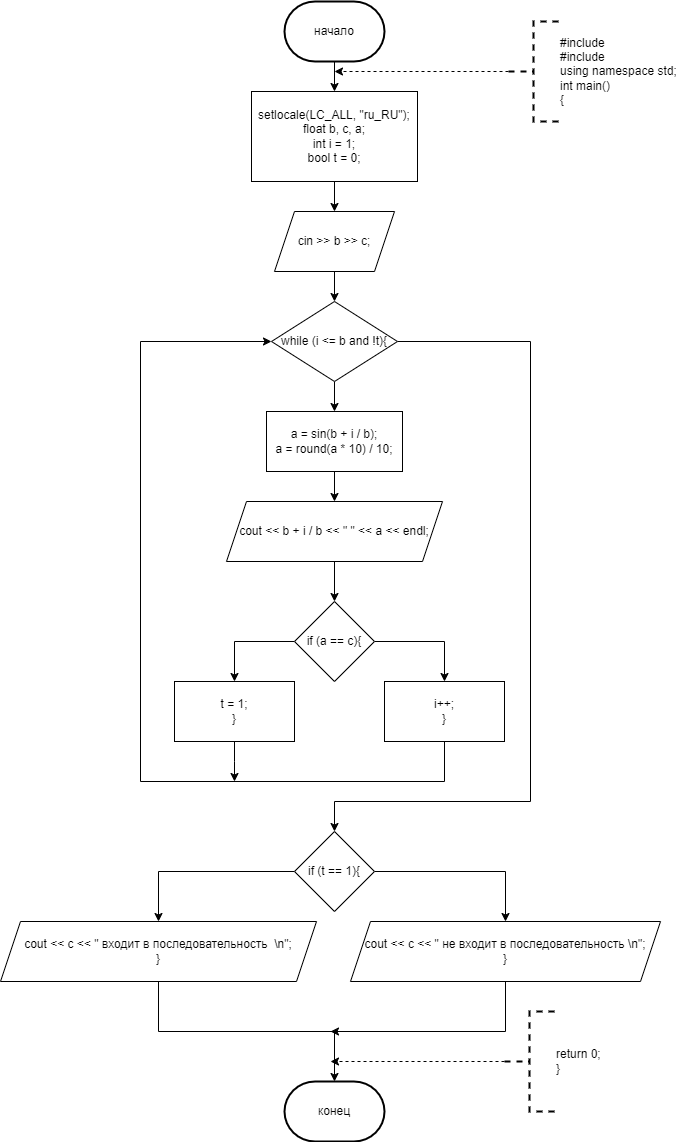 начало
#include
#include
using namespace std;
int main()
{
setlocale(LC_ALL, "ru_RU");
float b, c, a;
int i = 1;
bool t = 0;
cin >> b >> c;
while (i <= b and !t){
a = sin(b + i / b);
a = round(a * 10) / 10;
cout << b + i / b << " " << a << endl;
if (a == c){
t = 1;
}
i++;
}
if (t == 1){
cout << c << " входит в последовательность  \n";
}
cout << c << " не входит в последовательность \n";
}
return 0;
}
конец